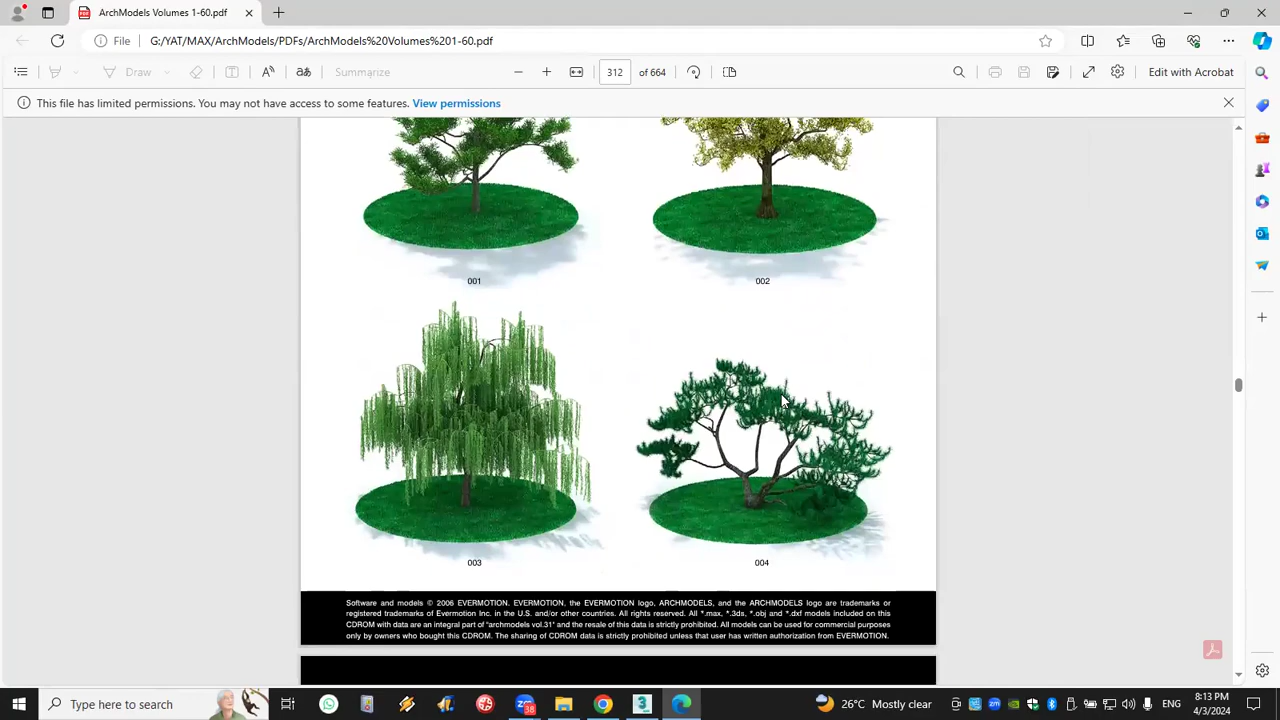 ArchModels Volumes 1-60.pdf
File
G:/YAT/MAX/ArchModels/PDFs/ArchModels%20Volumes%201-60.pdf
Draw
Summarize
312 of 664
Edit with Acrobat
This file has limited permissions. You may not have access to some features. View permissions
001
002
003
004
Software and models © 2006 EVERMOTION. EVERMOTION, the EVERMOTION logo, ARCHMODELS, and the ARCHMODELS logo are trademarks or
registered trademarks of Evermotion Inc. in the U.S. and/or other countries. All rights reserved. All *.max, *.3ds, *.obj and *.dxf models included on this
CDROM with data are an integral part of "archmodels vol.31" and the resale of this data is strictly prohibited. All models can be used for commercial purposes
only by owners who bought this CDROM. The sharing of CDROM data is strictly prohibited unless that user has written authorization from EVERMOTION.
Type here to search
38
26°C Mostly clear
ENG
8:13 PM
4/3/2024